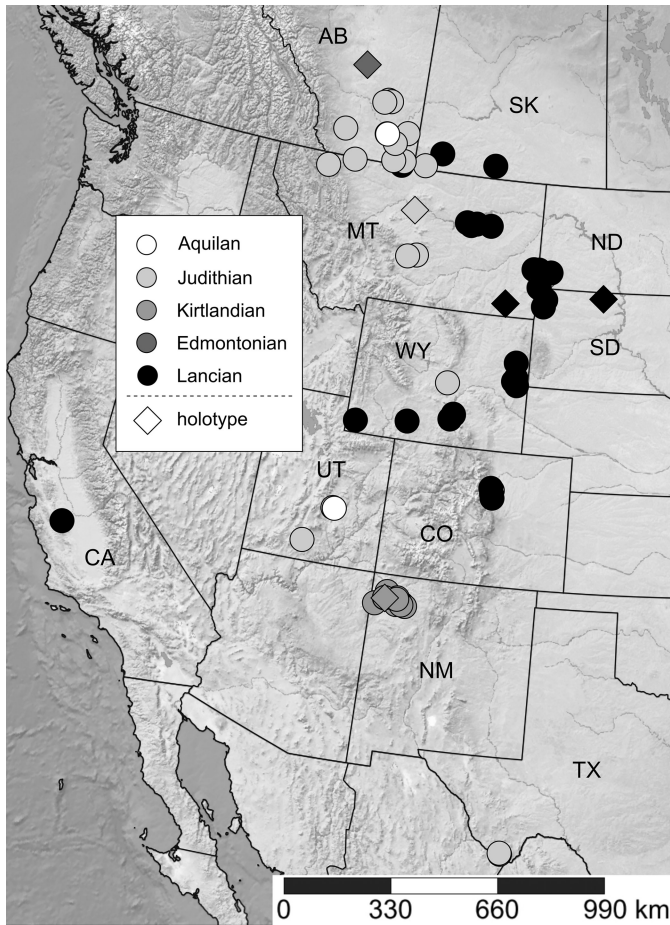 AB
SK
MT
ND
Aquilan
Judithian
Kirtlandian
Edmontonian
Lancian
holotype
WY
SD
UT
CO
CA
NM
TX
0 330 660 990 km